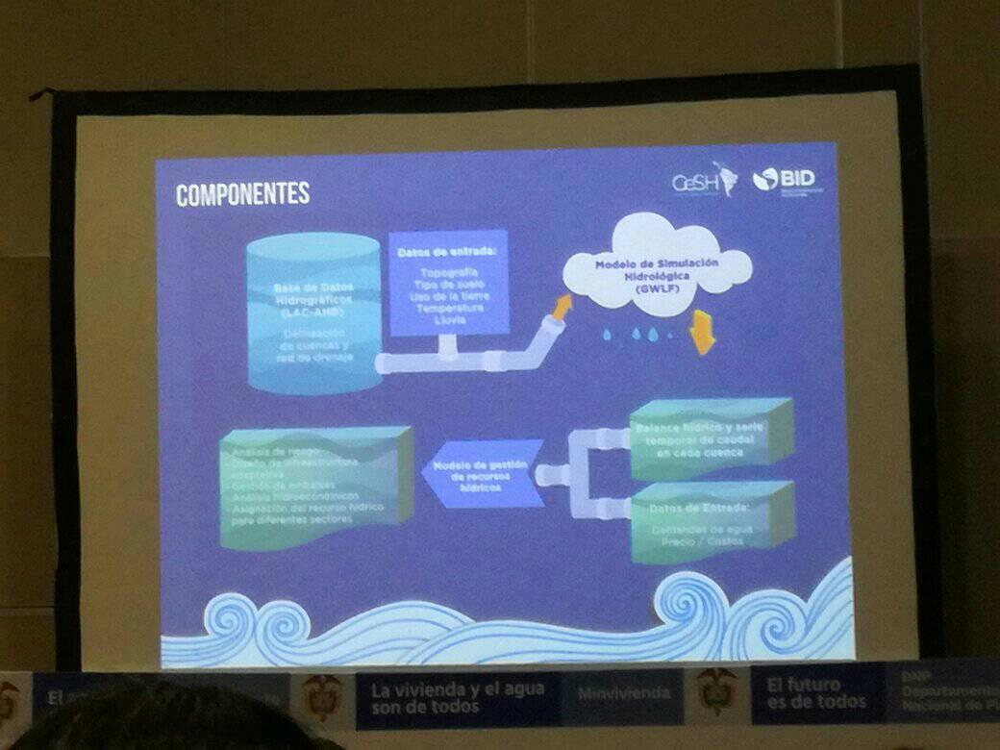 COMPONENTES
CeSH
BID
Base de Datos
Hidrográficos
(LAC-AHD)
Delineación
de cuencas y
red de drenaje
Datos de entrada:
Topografía
Tipo de suelo
Uso de la tierra
Temperatura
Lluvia
Modelo de Simulación
Hidrológica
(GWLF)
Balance hídrico y serie
temporal de caudal
en cada cuenca
Datos de Entrada:
Demandas de agua
Precio / Costos
Modelo de gestión
de recursos
hídricos
- Análisis de riesgo
- Diseño de infraestructura
adaptativa
- Gestión de embalses
- Análisis hidroeconómicos
- Asignación del recurso hídrico
para diferentes sectores
El
La vivienda y el agua
son de todos
Minvivienda
El futuro
es de todos
DNP
Departamento
Nacional de